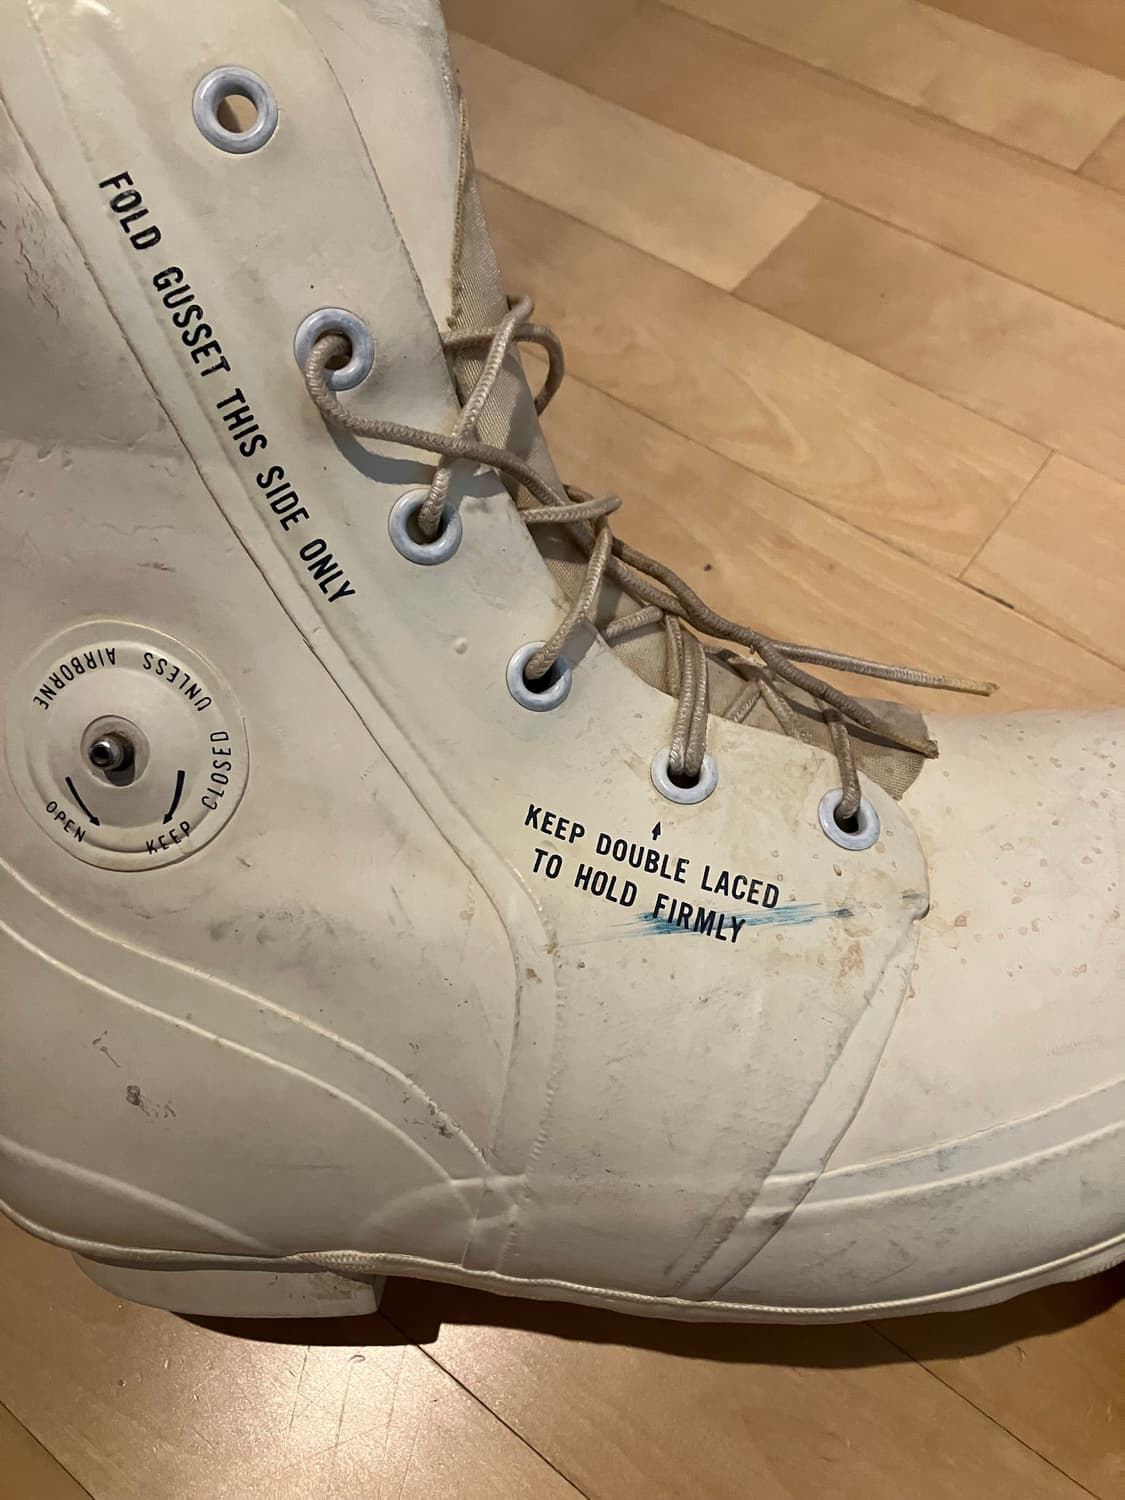 FOLD GUSSET THIS SIDE ONLY
KEEP CLOSED UNLESS AIRBORNE
OPEN
KEEP DOUBLE LACED
TO HOLD FIRMLY